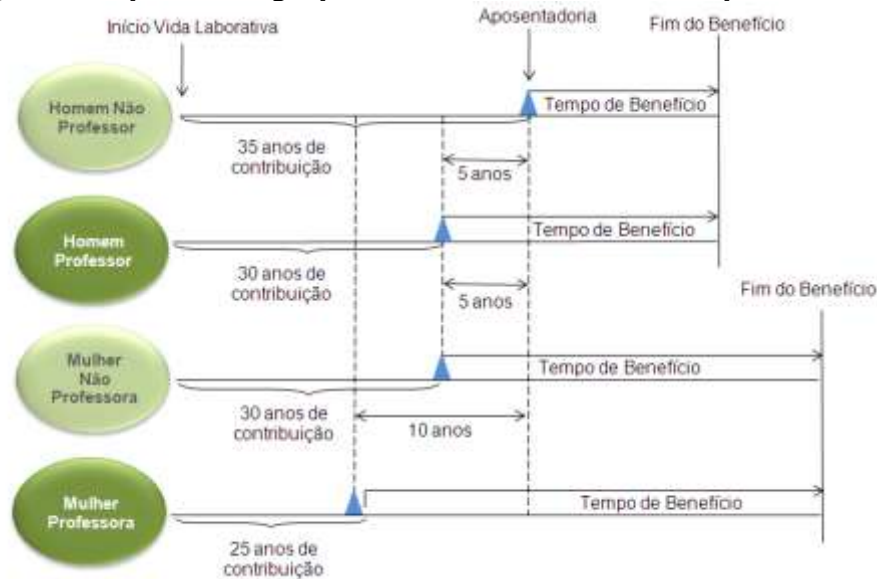 Início Vida Laborativa
Aposentadoria
Fim do Benefício
Homem Não
Professor
Tempo de Benefício
35 anos de
contribuição
5 anos
Homem
Professor
Tempo de Benefício
30 anos de
contribuição
5 anos
Fim do Benefício
Mulher
Não
Professora
Tempo de Benefício
30 anos de
contribuição
10 anos
Mulher
Professora
Tempo de Benefício
25 anos de
contribuição